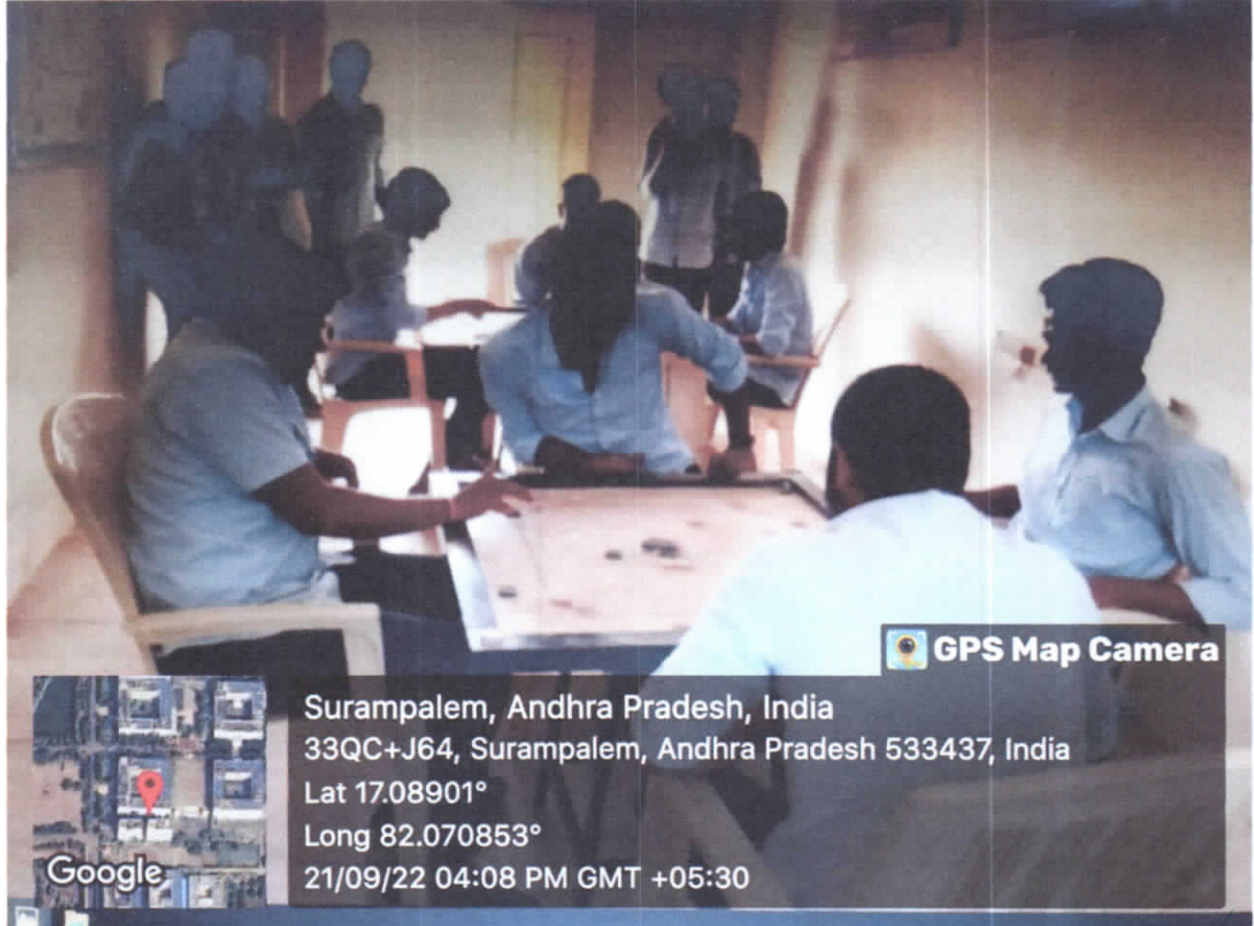 GPS Map Camera
Surampalem, Andhra Pradesh, India
33QC+J64, Surampalem, Andhra Pradesh 533437, India
Lat 17.08901°
Long 82.070853°
21/09/22 04:08 PM GMT +05:30
Google